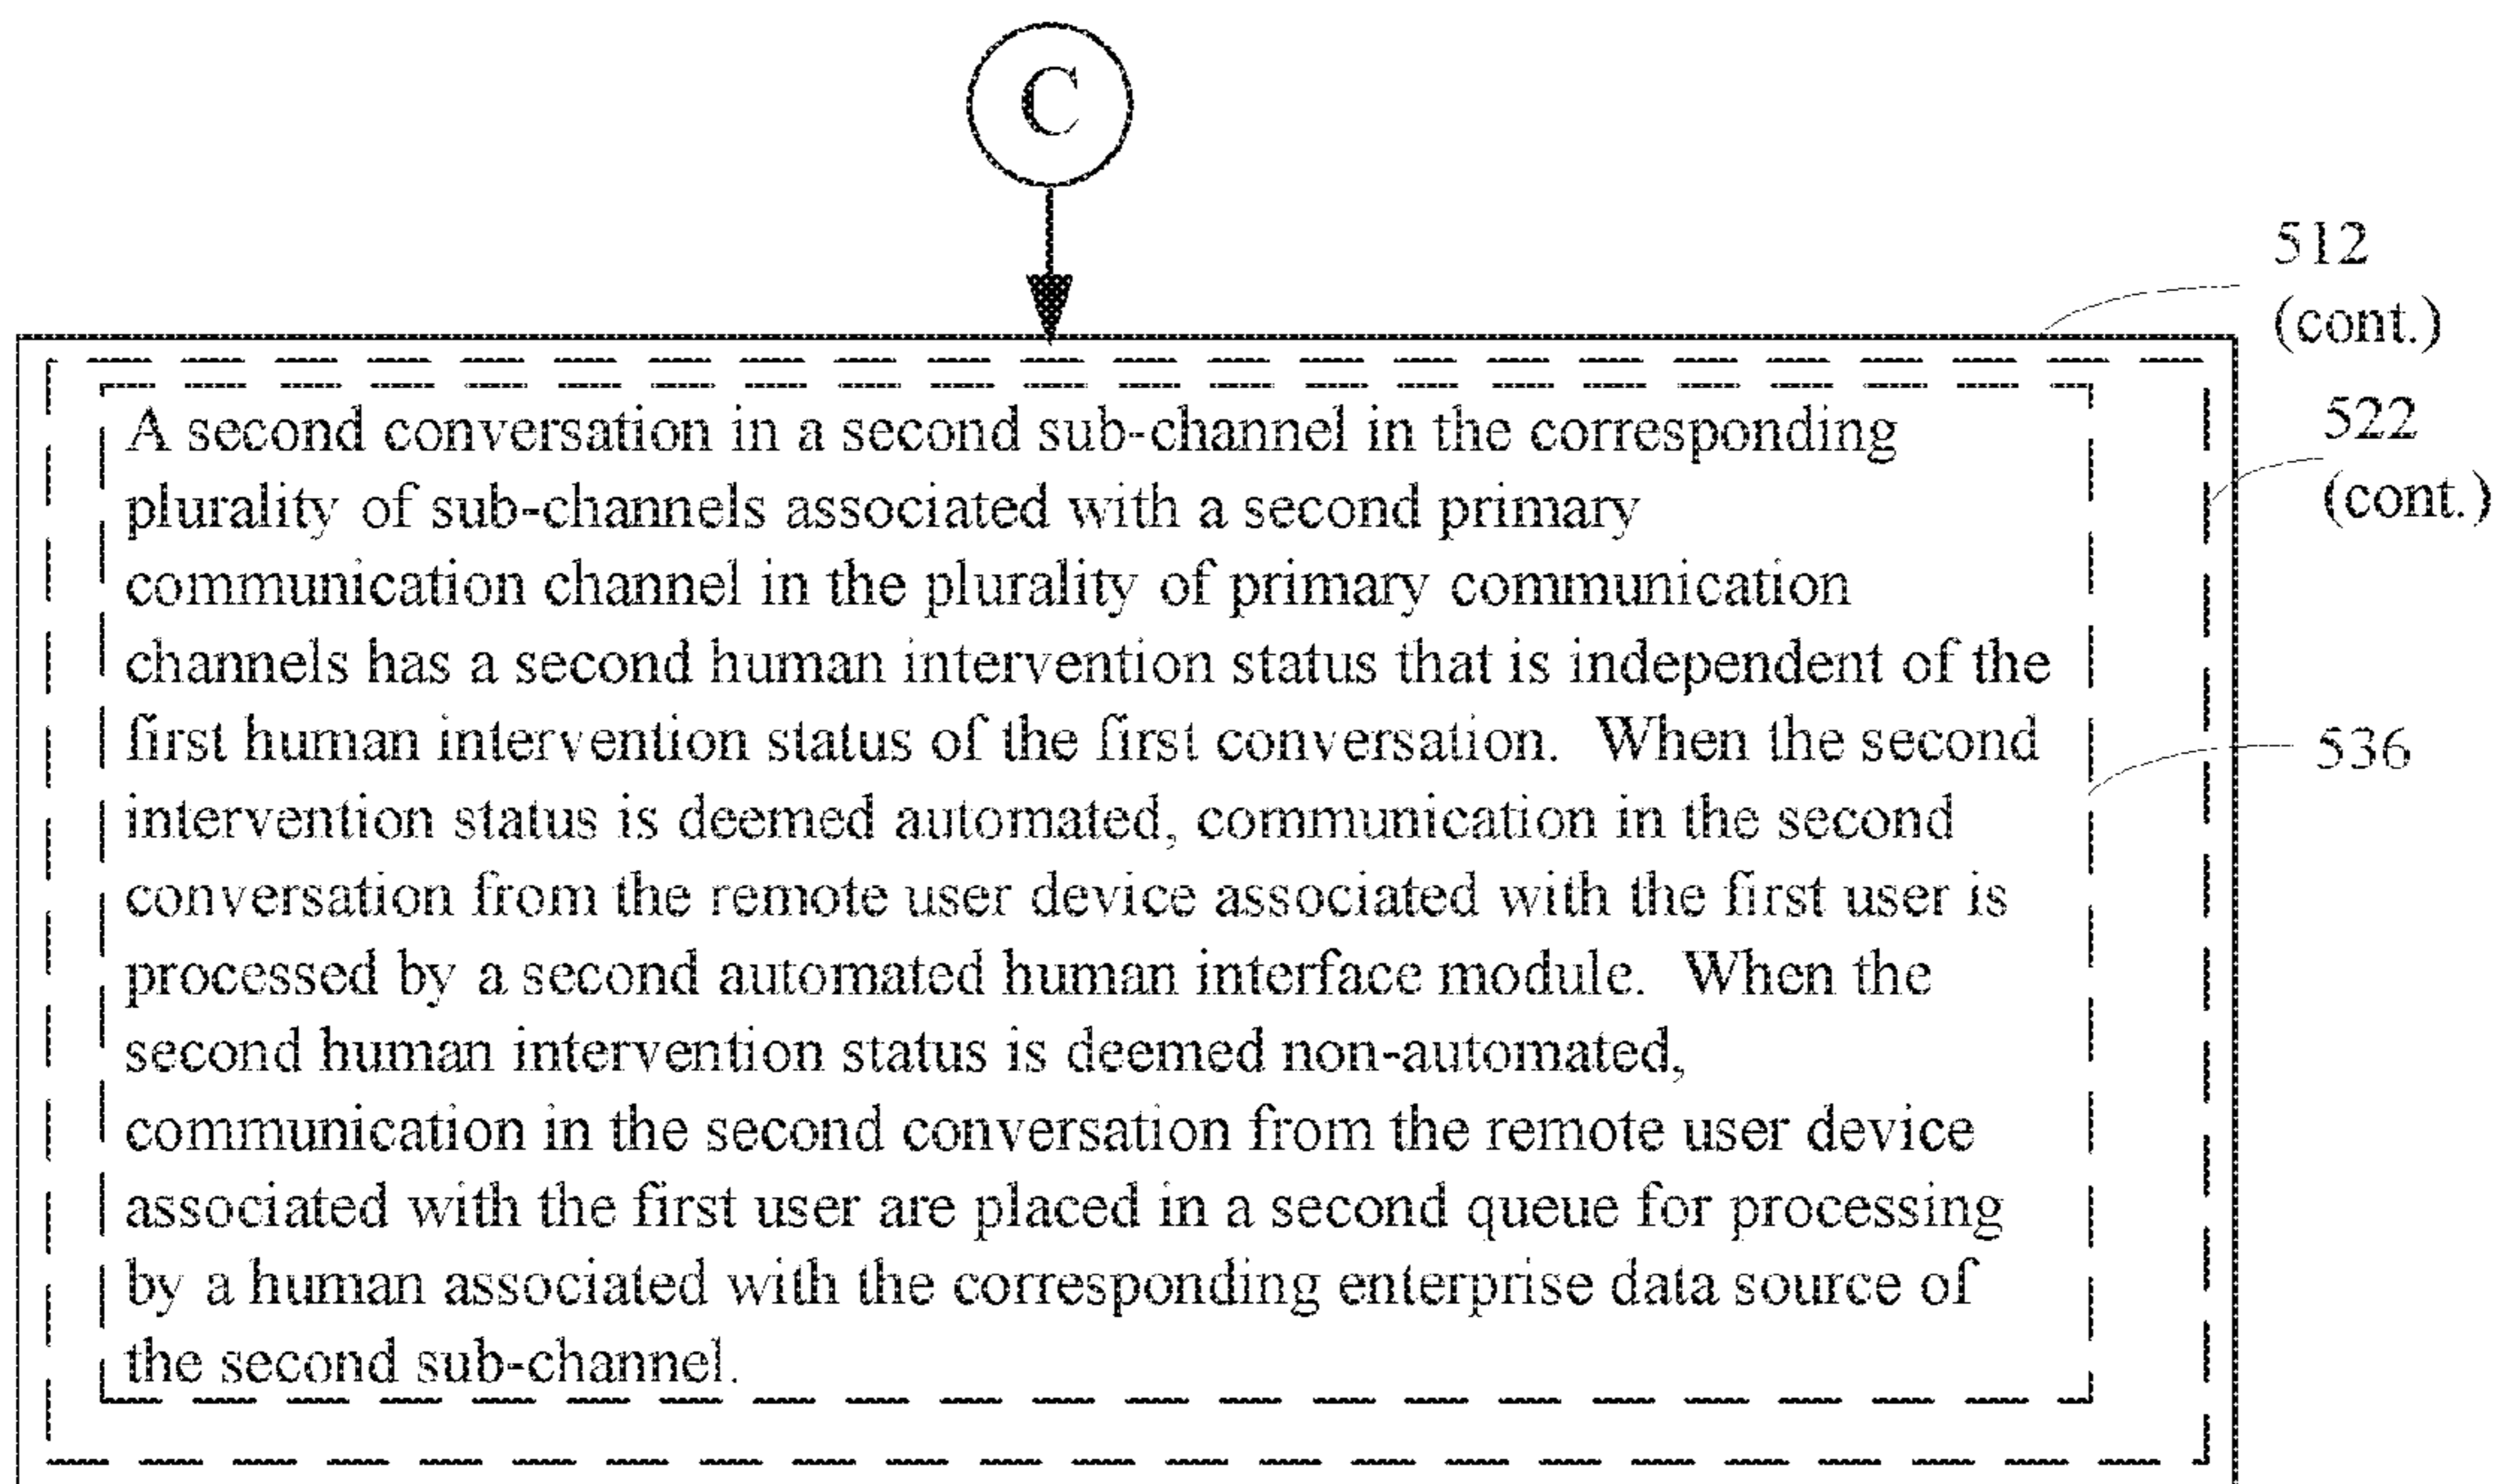 C
512
(cont.)
522
(cont.)
536
A second conversation in a second sub-channel in the corresponding
plurality of sub-channels associated with a second primary
communication channel in the plurality of primary communication
channels has a second human intervention status that is independent of the
first human intervention status of the first conversation.  When the second
intervention status is deemed automated, communication in the second
conversation from the remote user device associated with the first user is
processed by a second automated human interface module.  When the
second human intervention status is deemed non-automated,
communication in the second conversation from the remote user device
associated with the first user are placed in a second queue for processing
by a human associated with the corresponding enterprise data source of
the second sub-channel.